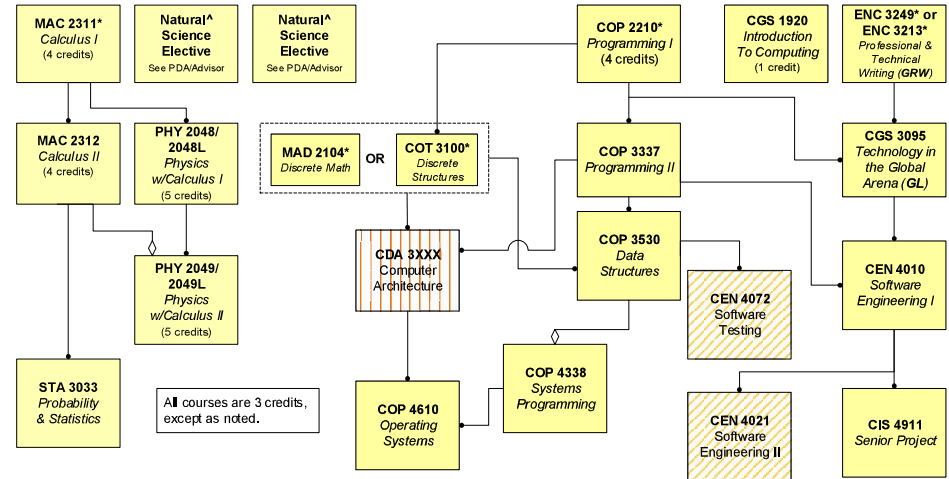 MAC 2311*
Calculus I
(4 credits)
Natural^
Science
Elective
See PDA/Advisor
Natural^
Science
Elective
See PDA/Advisor
COP 2210*
Programming I
(4 credits)
CGS 1920
Introduction
To Computing
(1 credit)
ENC 3249* or
ENC 3213*
Professional &
Technical
Writing (GRW)
MAC 2312
Calculus II
(4 credits)
PHY 2048/
2048L
Physics
w/Calculus I
(5 credits)
MAD 2104*
Discrete Math
OR
COT 3100*
Discrete
Structures
COP 3337
Programming II
CGS 3095
Technology in
the Global
Arena (GL)
PHY 2049/
2049L
Physics
w/Calculus II
(5 credits)
CDA 3XXX
Computer
Architecture
COP 3530
Data
Structures
CEN 4072
Software
Testing
CEN 4010
Software
Engineering I
STA 3033
Probability
& Statistics
All courses are 3 credits,
except as noted.
COP 4610
Operating
Systems
COP 4338
Systems
Programming
CEN 4021
Software
Engineering II
CIS 4911
Senior Project